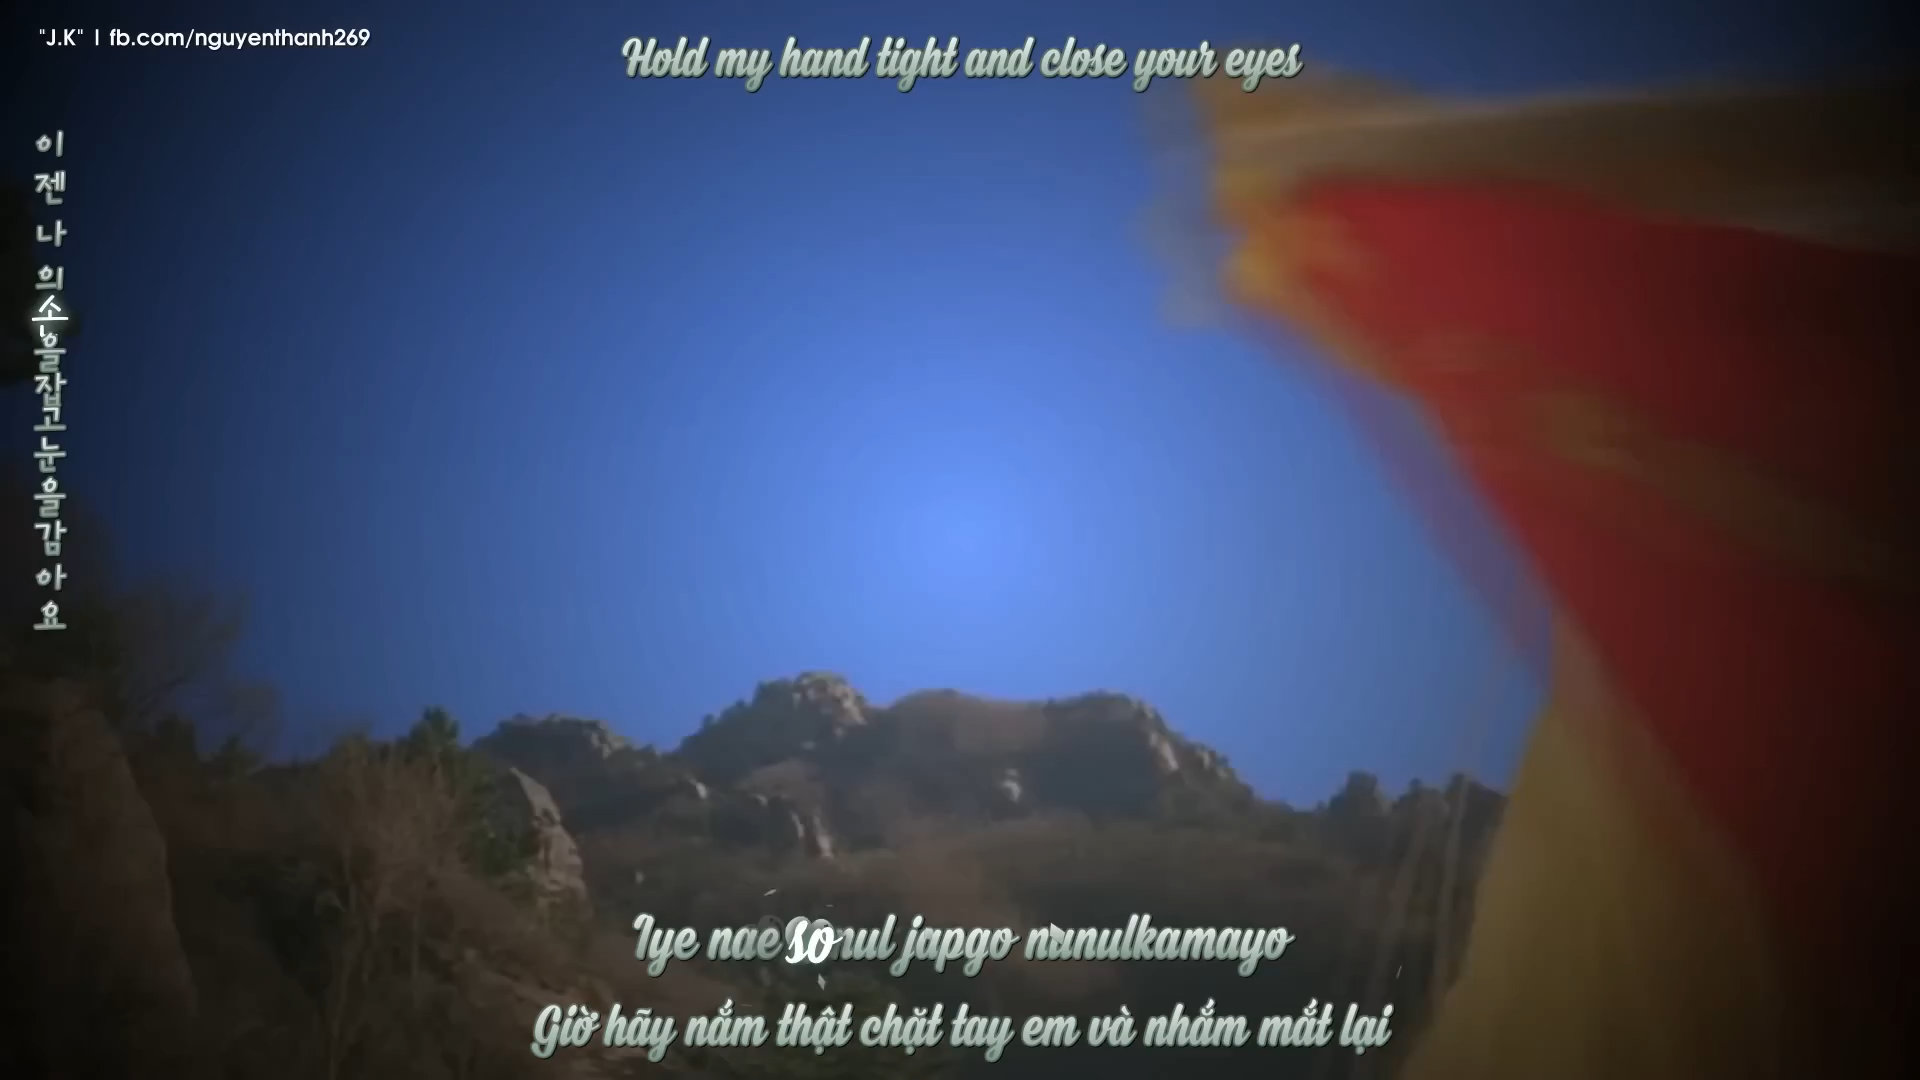 "J.K" | fb.com/nguyenthanh269
Hold my hand tight and close your eyes
이젠나의손을잡고눈을감아요
Iye nae sonul japgo nunulkamayo
Giờ hãy nắm thật chặt tay em và nhắm mắt lại